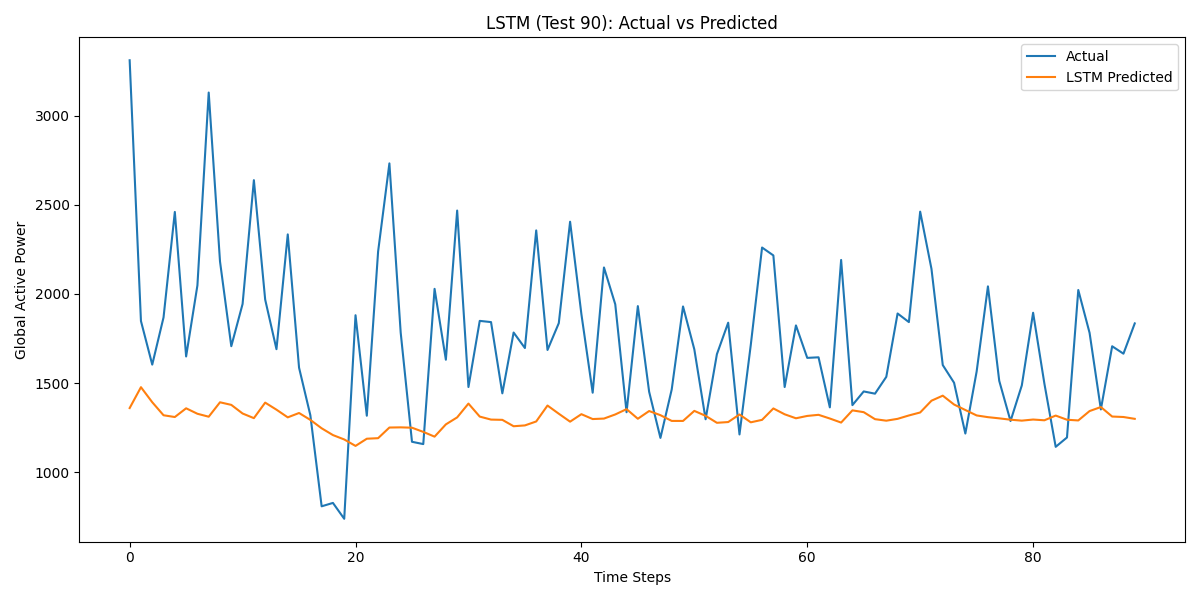 LSTM (Test 90): Actual vs Predicted
Actual
LSTM Predicted
Global Active Power
3000
2500
2000
1500
1000
0 20 40 60 80
Time Steps